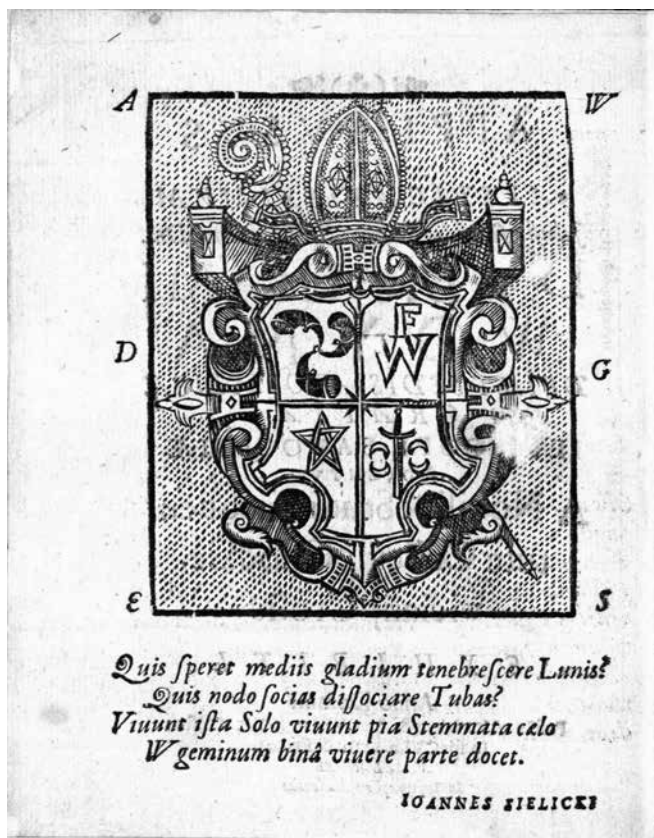 A W
F
W
D G
E S
Quis ſperet mediis gladium tenebreſcere Lunis?
Quis nodo ſocias diſſociare Tubas?
Viuunt iſta Solo viuunt pia Stemmata cælo
W geminum binâ viuere parte docet.
IOANNES SIELICKI